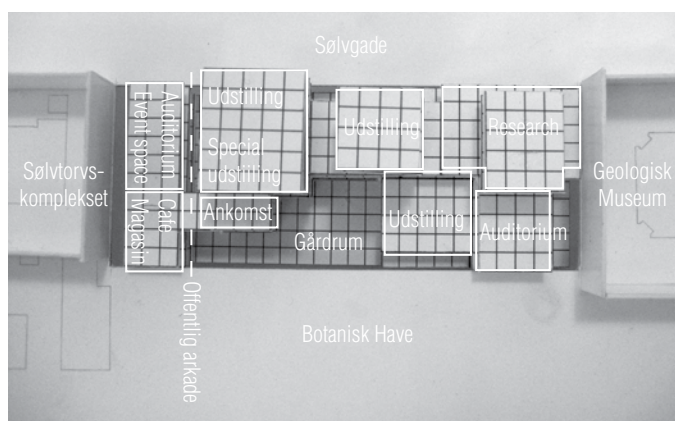 Sølvgade
Sølvtorvs-
komplekset
Auditorium
Event space
Cafe
Magasin
Udstilling
Special
udstiiling
Ankomst
Gårdrum
Udstilling
Udstilling
Research
Auditorium
Geologisk
Museum
Offentlig arkade
Botanisk Have